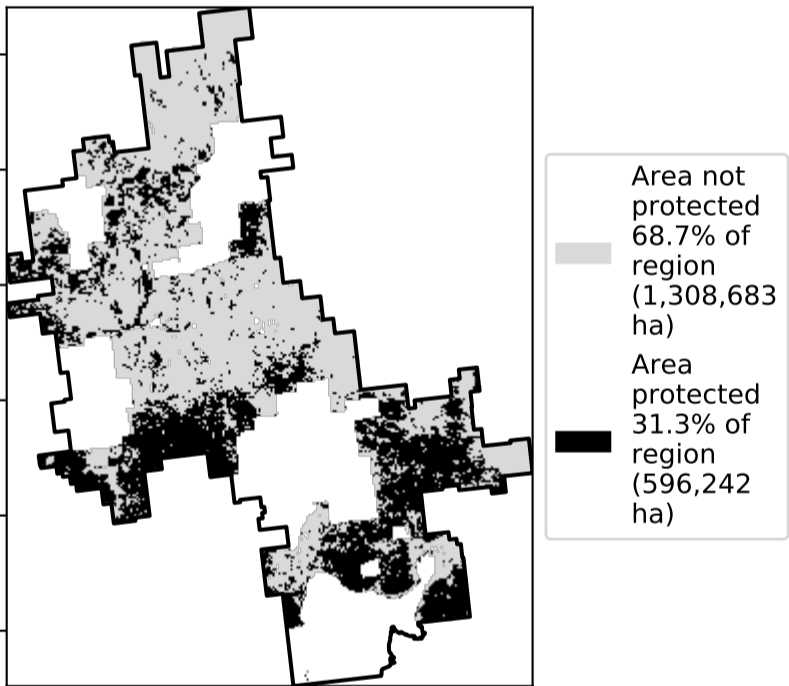 Area not
protected
68.7% of
region
(1,308,683
ha)
Area
protected
31.3% of
region
(596,242
ha)